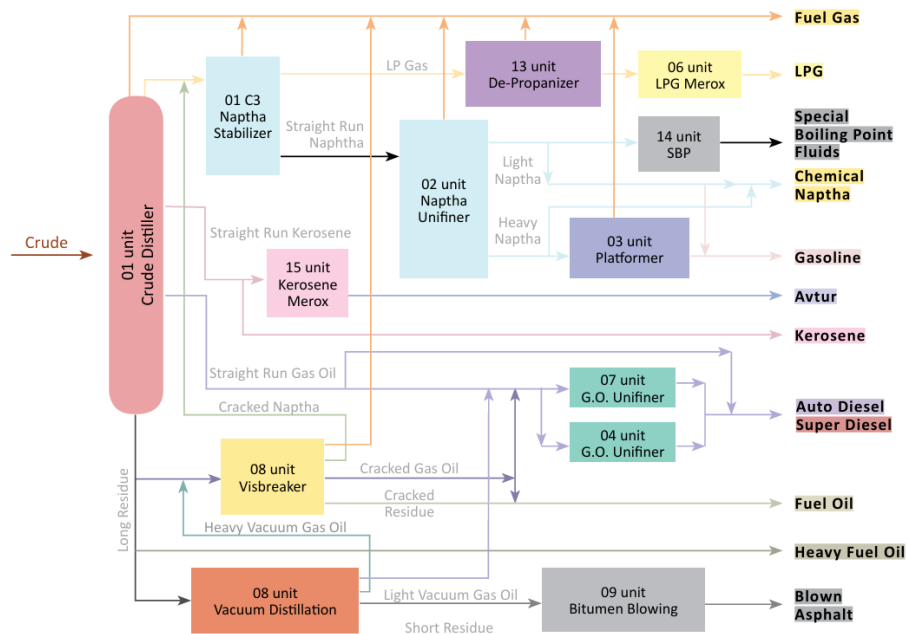 Fuel Gas
13 unit
De-Propanizer
06 unit
LPG Merox
LPG
LP Gas
01 C3
Naptha
Stabilizer
Straight Run
Naphtha
14 unit
SBP
Special
Boiling Point
Fluids
Light
Naptha
02 unit
Naptha
Unifiner
Chemical
Naptha
Heavy
Naptha
03 unit
Platformer
Gasoline
Crude
01 unit
Crude Distiller
Straight Run Kerosene
15 unit
Kerosene
Merox
Avtur
Kerosene
Straight Run Gas Oil
07 unit
G.O. Unifiner
Cracked Naptha
Auto Diesel
Super Diesel
04 unit
G.O. Unifiner
08 unit
Visbreaker
Cracked Gas Oil
Cracked
Residue
Fuel Oil
Long Residue
Heavy Vacuum Gas Oil
Heavy Fuel Oil
08 unit
Vacuum Distillation
Light Vacuum Gas Oil
09 unit
Bitumen Blowing
Blown
Asphalt
Short Residue